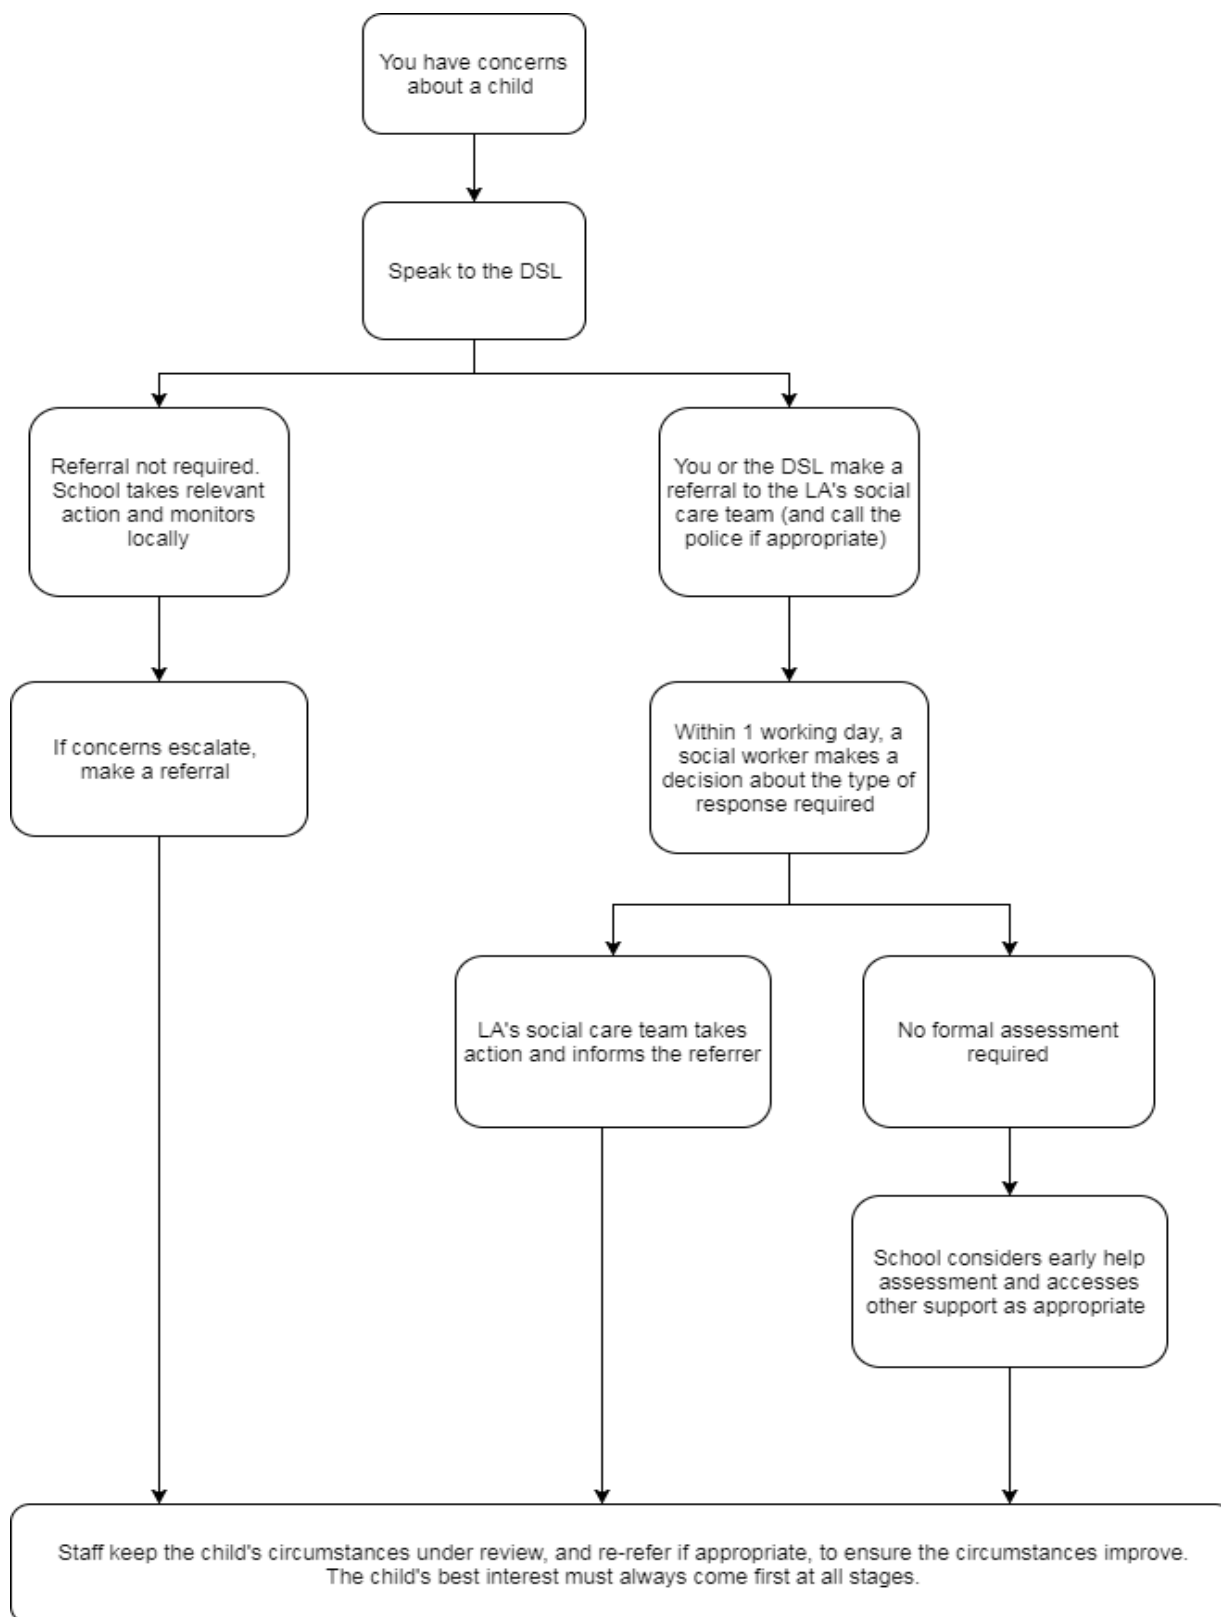 You have concerns
about a child
Speak to the DSL
Referral not required.
School takes relevant
action and monitors
locally
You or the DSL make a
referral to the LA's social
care team (and call the
police if appropriate)
If concerns escalate,
make a referral
Within 1 working day, a
social worker makes a
decision about the type of
response required
LA's social care team takes
action and informs the referrer
No formal assessment
required
School considers early help
assessment and accesses
other support as appropriate
Staff keep the child's circumstances under review, and re-refer if appropriate, to ensure the circumstances improve.
The child's best interest must always come first at all stages.